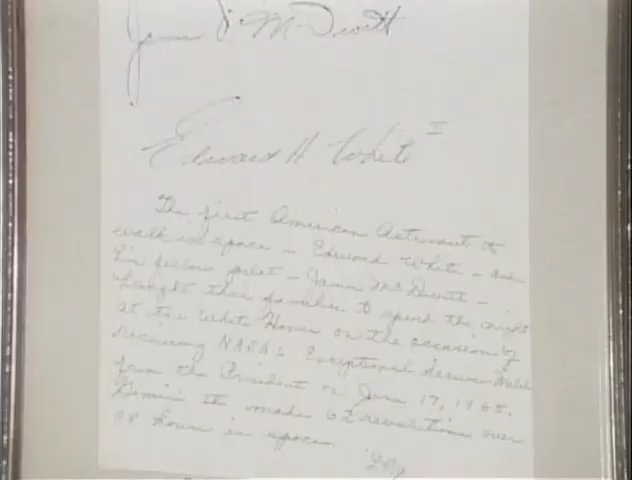 James McDivitt
Edward H White II
The first American Astronaut to
walk in space - Edward White - and
his fellow pilot - James McDivitt -
brought their families to spend the night
at the White House on the occasion of
receiving NASA's Exceptional Service Medal
from the President on June 17, 1965.
Gemini it made 62 revolutions over
98 hours in space.